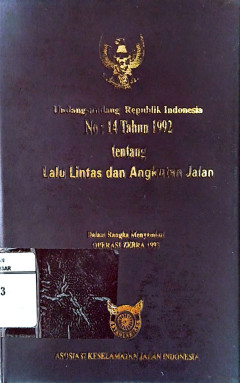 Undang-undang Republik Indonesia
No : 14 Tahun 1992
tentang
Lalu Lintas dan Angkutan Jalan
Dalam Rangka Menyambut
OPERASI ZEBRA 1993
3
ASOSIASI KESELAMATAN JALAN INDONESIA